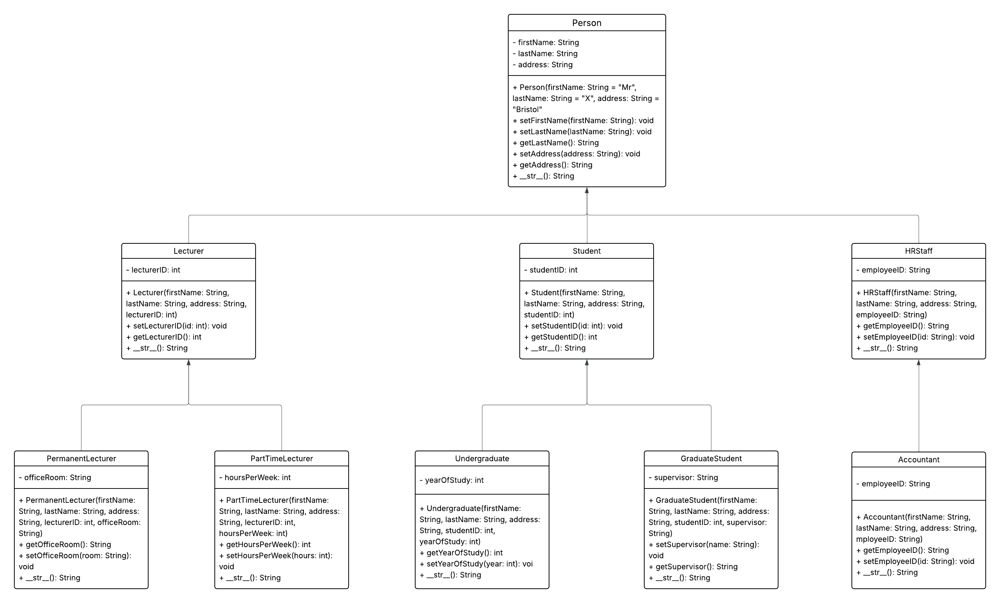 Person
- firstName: String
- lastName: String
- address: String
+ Person(firstName: String = "Mr",
lastName: String = "X", address: String =
"Bristol"
+ setFirstName(firstName: String): void
+ setLastName(lastName: String): void
+ getLastName(): String
+ setAddress(address: String): void
+ getAddress(): String
+ __str__(): String
Lecturer
- lecturerID: int
+ Lecturer(firstName: String,
lastName: String, address: String,
lecturerID: int)
+ setLecturerID(id: int): void
+ getLecturerID(): int
+ __str__(): String
Student
- studentID: int
+ Student(firstName: String,
lastName: String, address: String,
studentID: int)
+ setStudentID(id: int): void
+ getStudentID(): int
+ __str__(): String
HRStaff
- employeeID: String
+ HRStaff(firstName: String,
lastName: String, address: String,
employeeID: String)
+ getEmployeeID(): String
+ setEmployeeID(id: String): void
+ __str__(): String
PermanentLecturer
- officeRoom: String
+ PermanentLecturer(firstName:
String, lastName: String, address:
String, lecturerID: int, officeRoom:
String)
+ getOfficeRoom(): String
+ setOfficeRoom(room: String):
void
+ __str__(): String
PartTimeLecturer
- hoursPerWeek: int
+ PartTimeLecturer(firstName:
String, lastName: String, address:
String, lecturerID: int,
hoursPerWeek: int)
+ getHoursPerWeek(): int
+ setHoursPerWeek(hours: int):
void
+ __str__(): String
Undergraduate
- yearOfStudy: int
+ Undergraduate(firstName:
String, lastName: String, address:
String, studentID: int,
yearOfStudy: int)
+ getYearOfStudy(): int
+ setYearOfStudy(year: int): voi
+ __str__(): String
GraduateStudent
- supervisor: String
+ GraduateStudent(firstName:
String, lastName: String, address:
String, studentID: int, supervisor:
String)
+ setSupervisor(name: String):
void
+ getSupervisor(): String
+ __str__(): String
Accountant
- employeeID: String
+ Accountant(firstName: String,
lastName: String, address: String,
mployeeID: String)
+ getEmployeeID(): String
+ setEmployeeID(id: String): void
+ __str__(): String